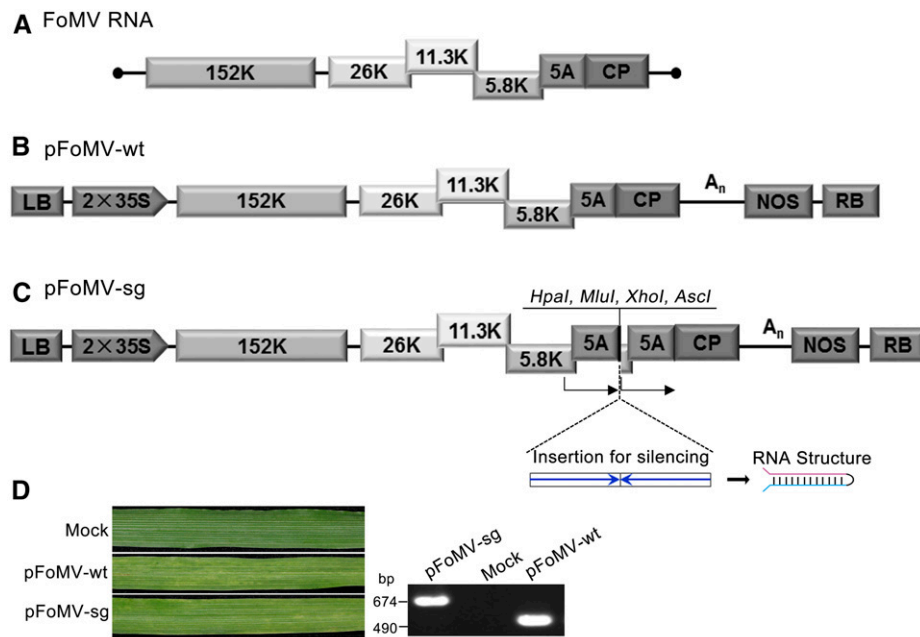 A FoMV RNA
152K 26K 11.3K 5.8K 5A CP
B pFoMV-wt
LB 2×35S 152K 26K 11.3K 5.8K 5A CP An NOS RB
C pFoMV-sg
HpaI, MluI, XhoI, AscI
LB 2×35S 152K 26K 11.3K 5.8K 5A 5A CP An NOS RB
Insertion for silencing
RNA Structure
D
Mock
pFoMV-wt
pFoMV-sg
pFoMV-sg Mock pFoMV-wt
bp
674
490